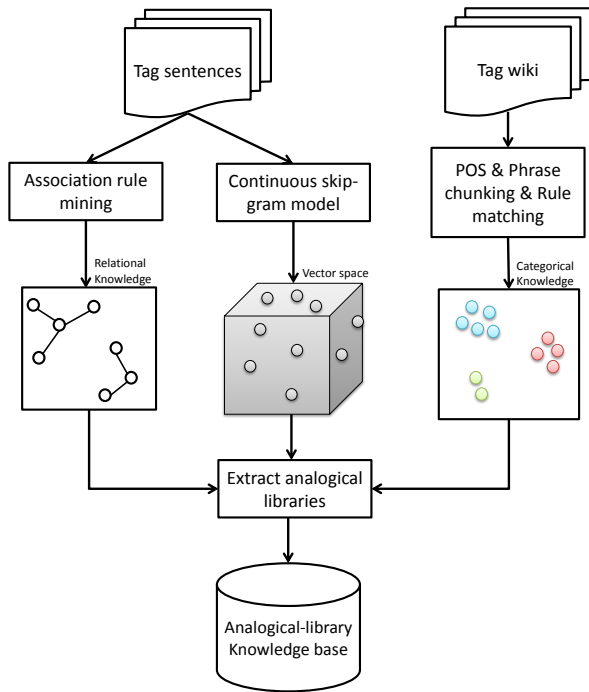 Tag sentences
Tag wiki
Association rule
mining
Continuous skip-
gram model
POS & Phrase
chunking & Rule
matching
Relational
Knowledge
Vector space
Categorical
Knowledge
Extract analogical
libraries
Analogical-library
Knowledge base